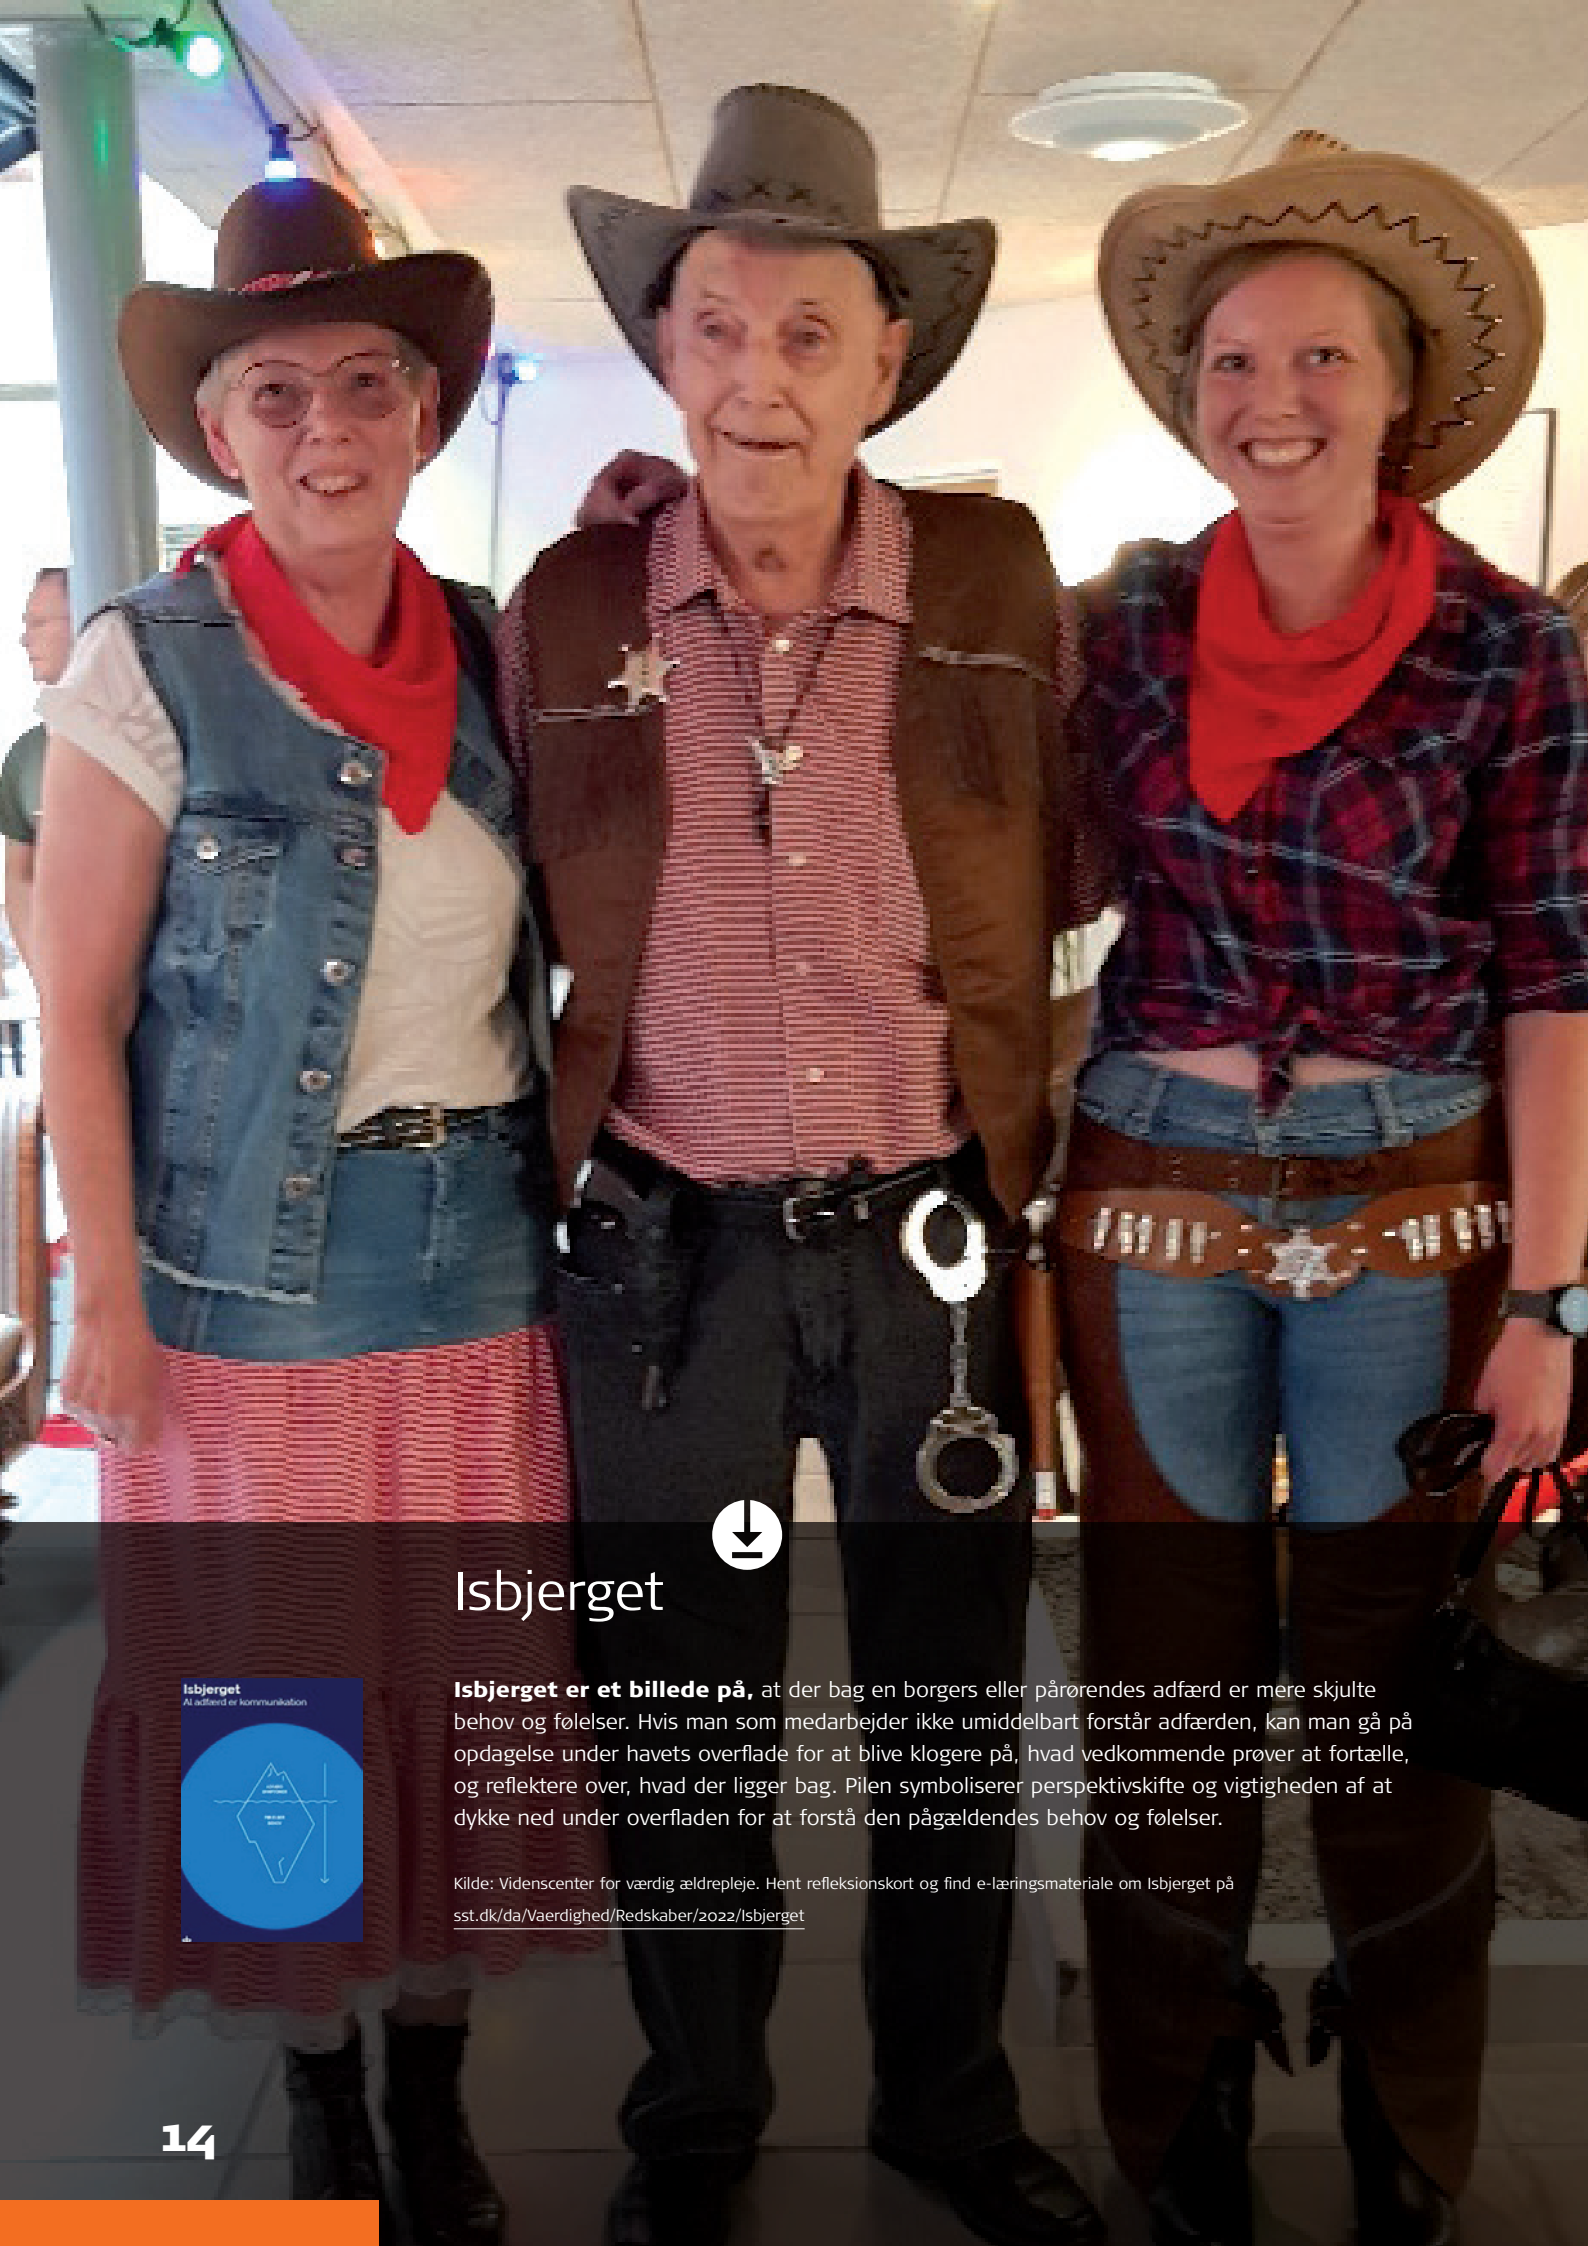 Isbjerget
Isbjerget
Al adfærd er kommunikation
Isbjerget er et billede på, at der bag en borgers eller pårørendes adfærd er mere skjulte
behov og følelser. Hvis man som medarbejder ikke umiddelbart forstår adfærden, kan man gå på
opdagelse under havets overflade for at blive klogere på, hvad vedkommende prøver at fortælle,
og reflektere over, hvad der ligger bag. Pilen symboliserer perspektivskifte og vigtigheden af at
dykke ned under overfladen for at forstå den pågældendes behov og følelser.
Kilde: Videnscenter for værdig ældrepleje. Hent refleksionskort og find e-læringsmateriale om Isbjerget på
sst.dk/da/Vaerdighed/Redskaber/2022/Isbjerget
14